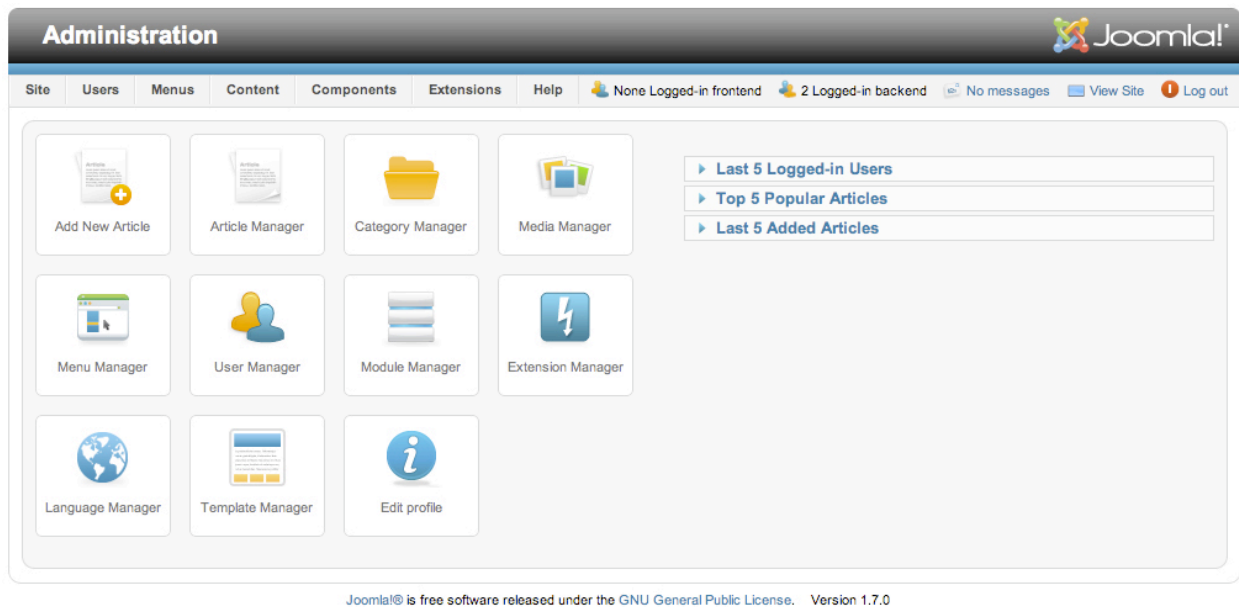 Administration
Joomla!
Site Users Menus Content Components Extensions Help None Logged-in frontend 2 Logged-in backend No messages View Site Log out
Article
Article
Add New Article Article Manager Category Manager Media Manager
Last 5 Logged-in Users
Top 5 Popular Articles
Last 5 Added Articles
Menu Manager User Manager Module Manager Extension Manager
Language Manager Template Manager Edit profile
Joomla!® is free software released under the GNU General Public License. Version 1.7.0